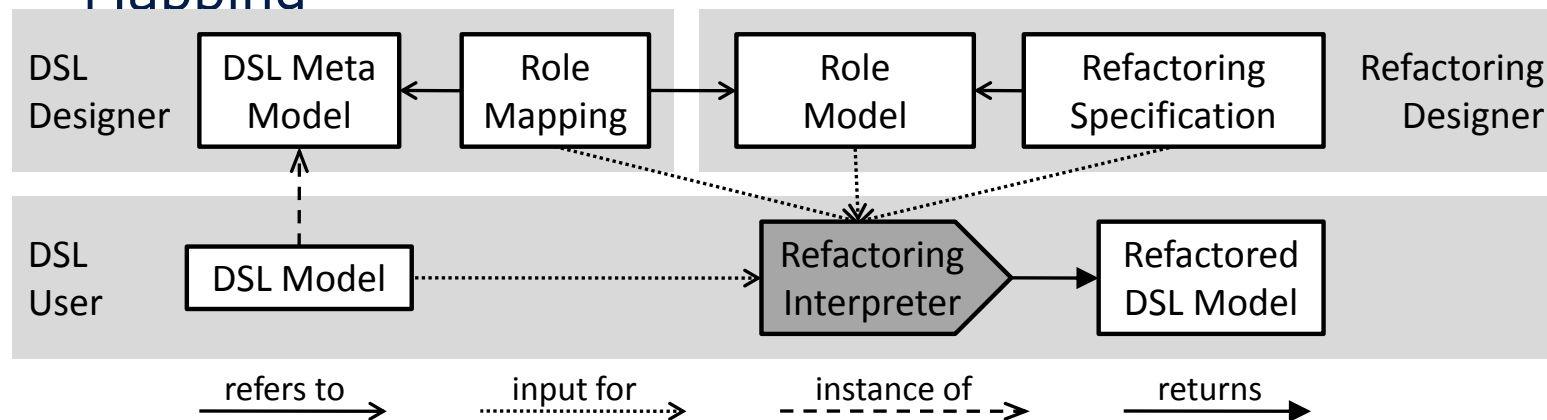 Mapping
DSL
Designer
DSL Meta
Model
Role
Mapping
Role
Model
Refactoring
Specification
Refactoring
Designer
DSL
User
DSL Model
Refactoring
Interpreter
Refactored
DSL Model
refers to
input for
instance of
returns